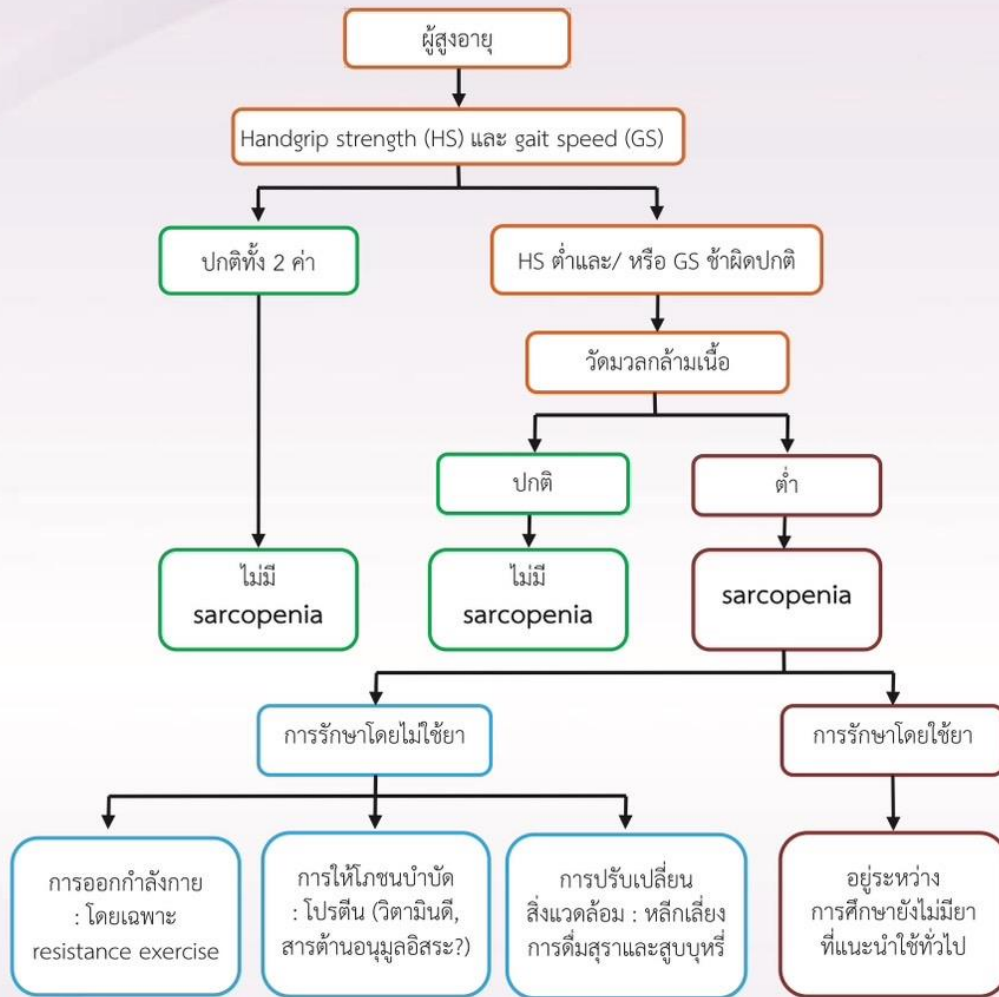 ผู้สูงอายุ
Handgrip strength (HS) และ gait speed (GS)
ปกติทั้ง 2 ค่า
HS ต่ำและ/ หรือ GS ช้าผิดปกติ
วัดมวลกล้ามเนื้อ
ปกติ
ต่ำ
ไม่มี
sarcopenia
ไม่มี
sarcopenia
sarcopenia
การรักษาโดยไม่ใช้ยา
การรักษาโดยใช้ยา
การออกกำลังกาย
: โดยเฉพาะ
resistance exercise
การให้โภชนบำบัด
: โปรตีน (วิตามินดี,
สารต้านอนุมูลอิสระ?)
การปรับเปลี่ยน
สิ่งแวดล้อม : หลีกเลี่ยง
การดื่มสุราและสูบบุหรี่
อยู่ระหว่าง
การศึกษายังไม่มียา
ที่แนะนำใช้ทั่วไป